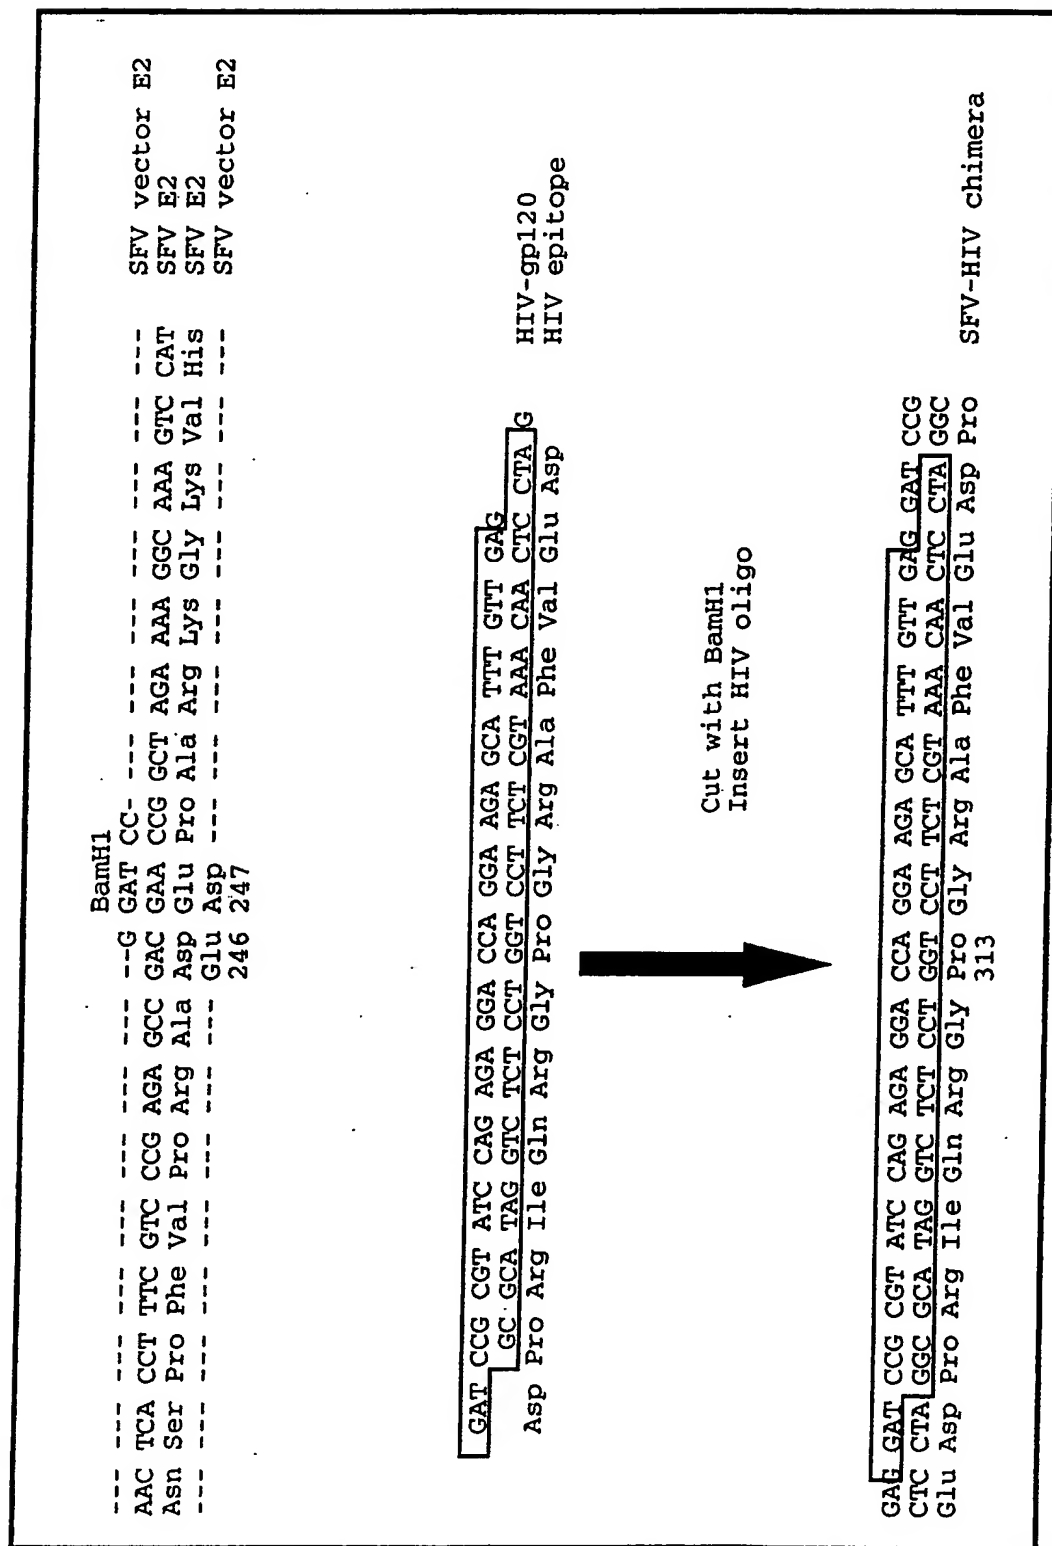 BamH1
--- --- --- --- --- --- --- --G GAT CC- --- --- --- --- --- --- --- SFV vector E2
AAC TCA CCT TTC GTC CCG AGA GCC GAC GAA CCG GCT AGA AAA GGC AAA GTC CAT SFV E2
Asn Ser Pro Phe Val Pro Arg Ala Asp Glu Pro Ala Arg Lys Gly Lys Val His SFV E2
--- --- --- --- --- --- --- --- Glu Asp --- --- --- --- --- --- --- --- SFV vector E2
246 247
GAT CCG CGT ATC CAG AGA GGA CCA GGA AGA GCA TTT GTT GAG
GC GCA TAG GTC TCT CCT GGT CCT TCT CGT AAA CAA CTC CTA G HIV-gp120
Asp Pro Arg Ile Gln Arg Gly Pro Gly Arg Ala Phe Val Glu Asp HIV epitope
Cut with BamH1
Insert HIV oligo
GAG GAT CCG CGT ATC CAG AGA GGA CCA GGA AGA GCA TTT GTT GAG GAT CCG
CTC CTA GGC GCA TAG GTC TCT CCT GGT CCT TCT CGT AAA CAA CTC CTA GGC
Glu Asp Pro Arg Ile Gln Arg Gly Pro Gly Arg Ala Phe Val Glu Asp Pro SFV-HIV chimera
313